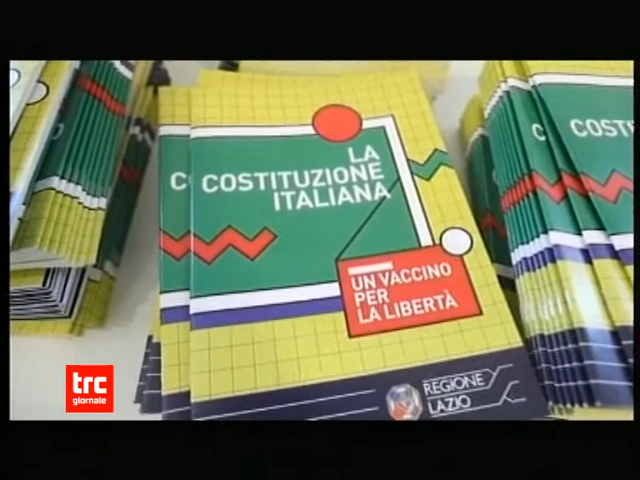 LA
COSTITUZIONE
ITALIANA
UN VACCINO
PER
LA LIBERTÀ
REGIONE
LAZIO
C
COSTI
trc
giornale